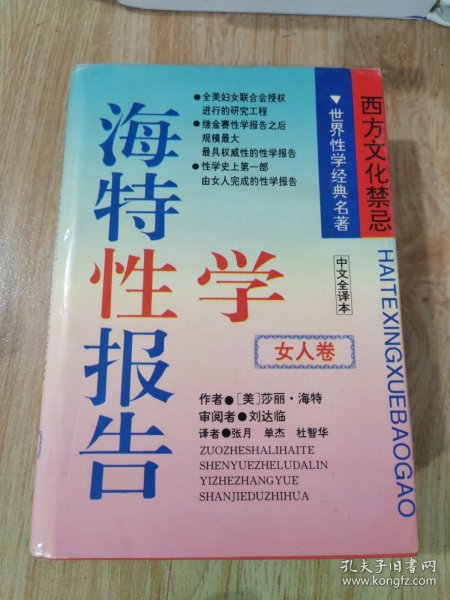 西方文化禁忌
▼世界性学经典名著
●全美妇女联合会授权
进行的研究工程
●继金赛性学报告之后
规模最大
最具权威性的性学报告
●性学史上第一部
由女人完成的性学报告
海特性学报告
中文全译本
女人卷
HAITEXINGXUEBAOGAO
作者●[美]莎丽·海特
审阅者●刘达临
译者●张月 单杰 杜智华
ZUOZHESHALIHAITE
SHENYUEZHELUDALIN
YIZHEZHANGYUE
SHANJIEDUZHIHUA
孔夫子旧书网
www.kongfz.com